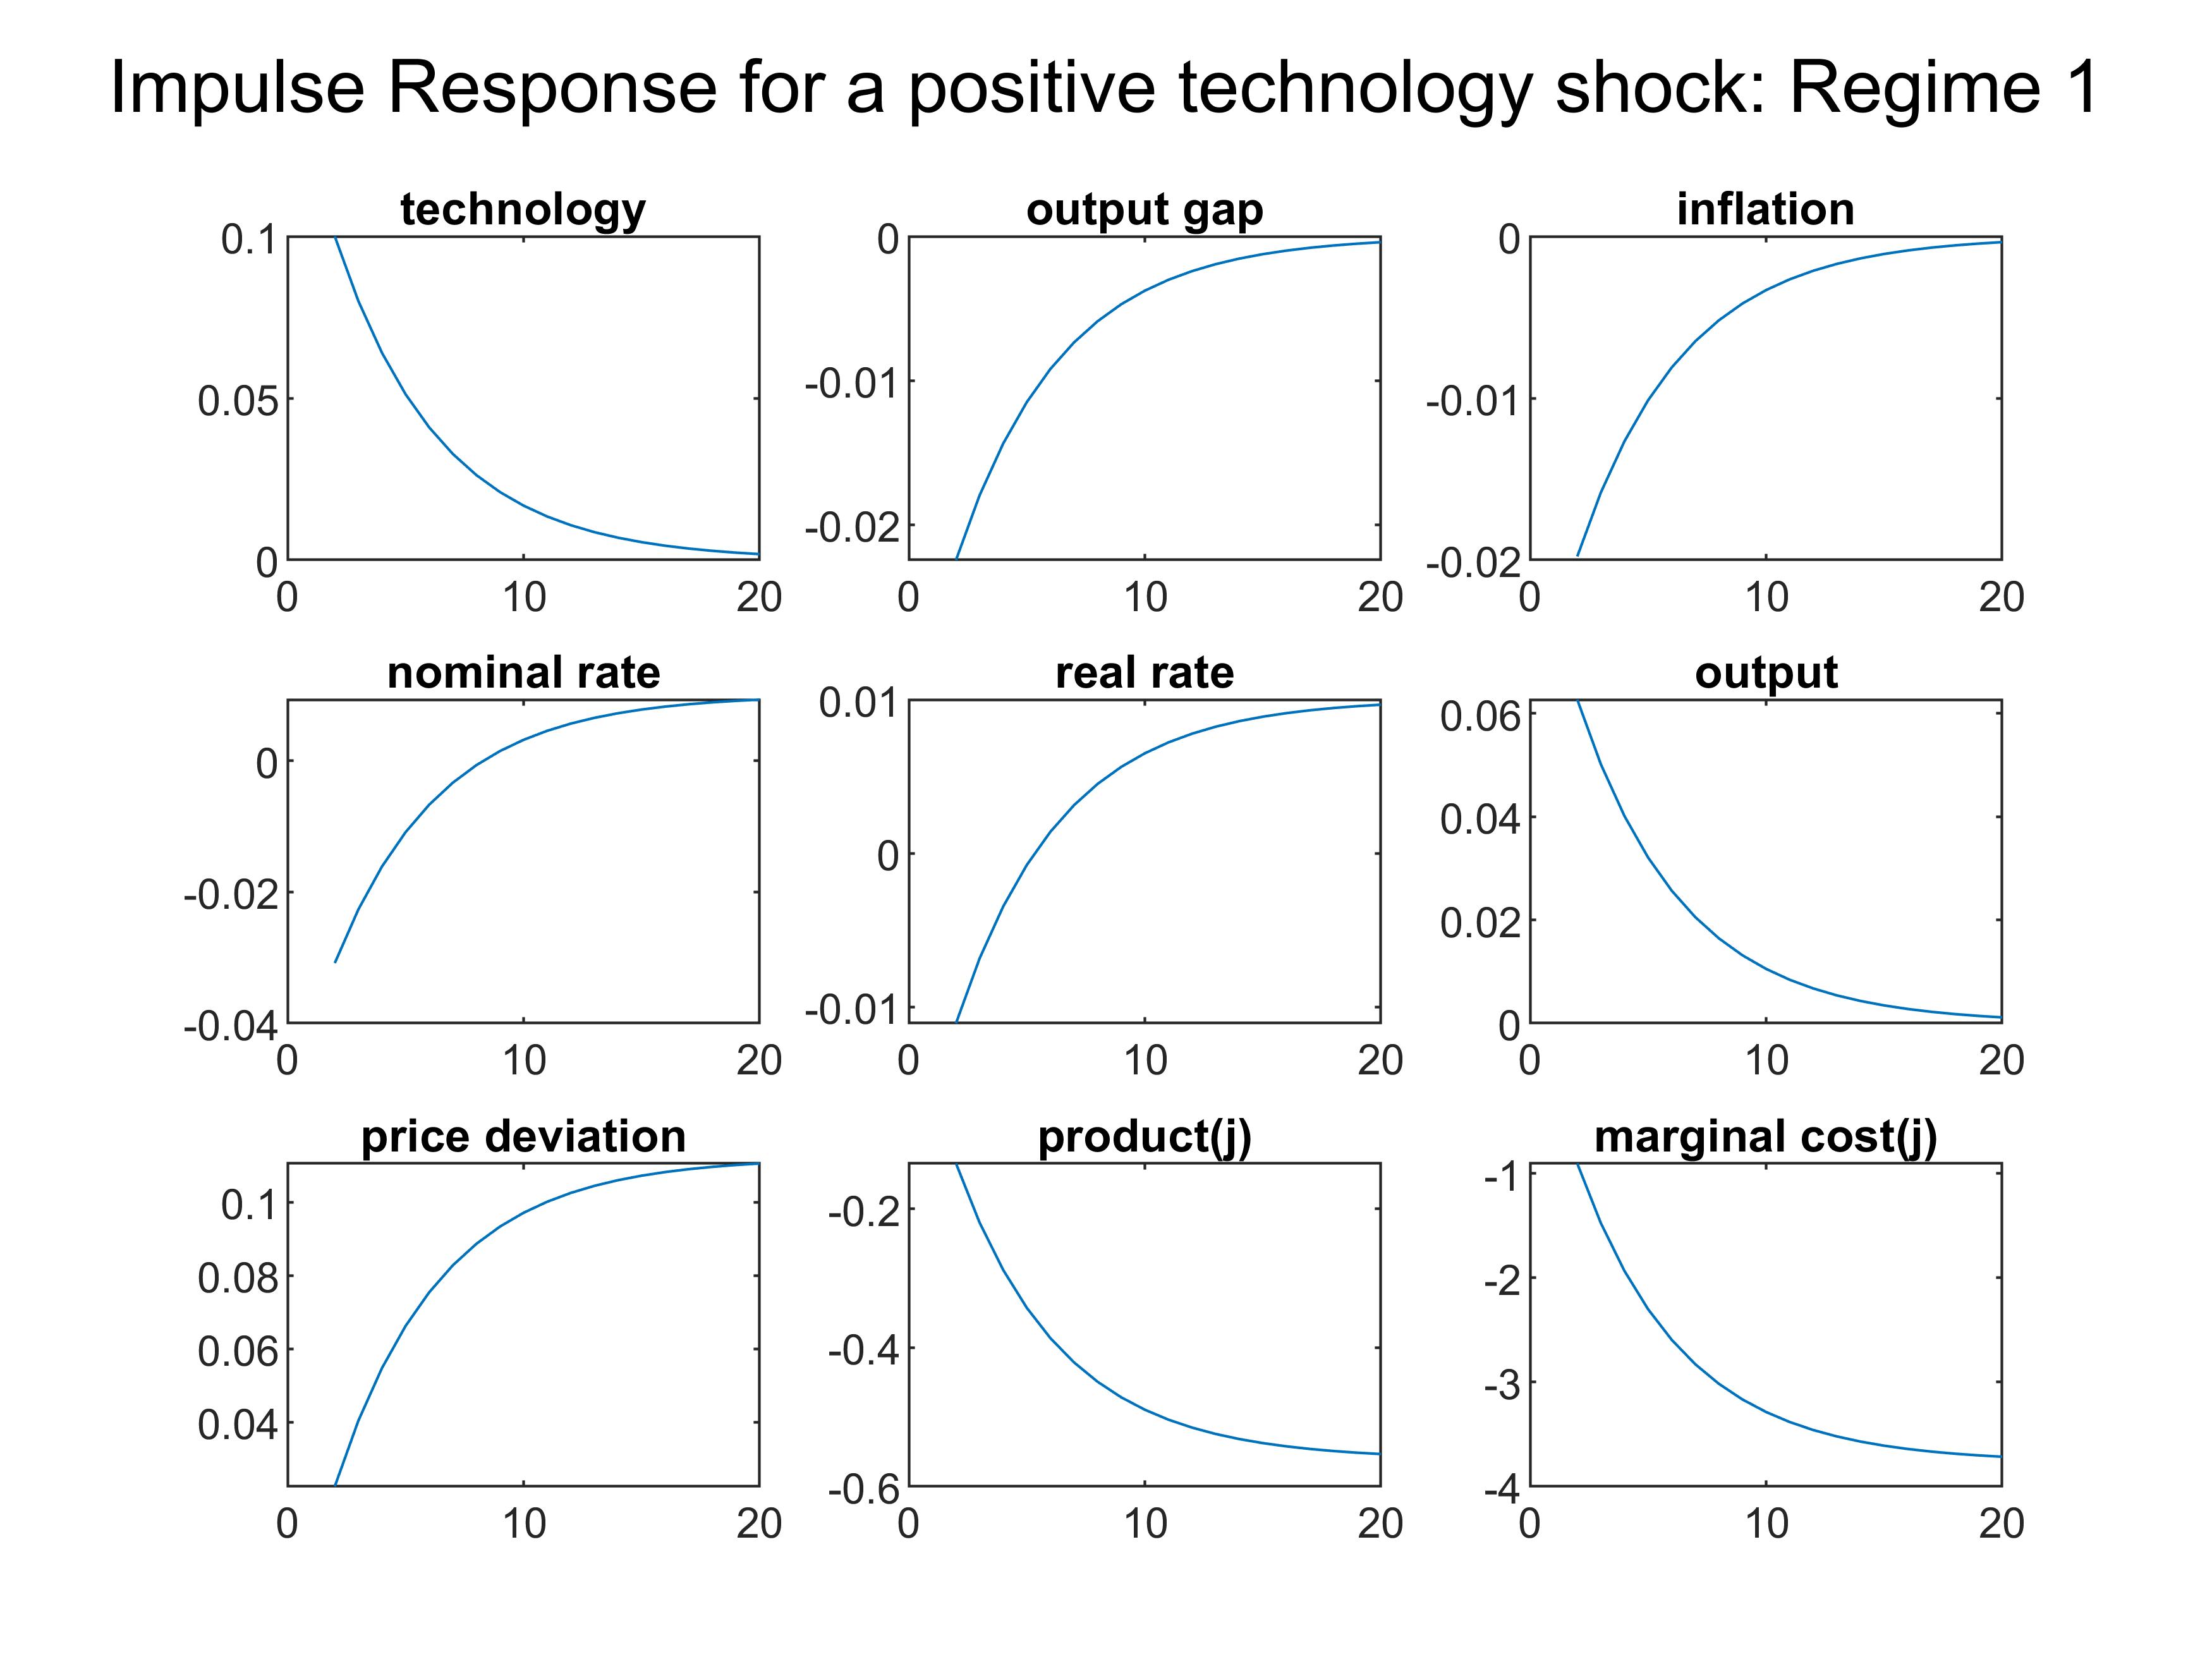 Impulse Response for a positive technology shock: Regime 1
technology
output gap
inflation
0.1
0.05
0
0 10 20
0
-0.01
-0.02
0 10 20
0
-0.01
-0.02
0 10 20
nominal rate
real rate
output
0
-0.02
-0.04
0 10 20
0.01
0
-0.01
0 10 20
0.06
0.04
0.02
0
0 10 20
price deviation
product(j)
marginal cost(j)
0.1
0.08
0.06
0.04
0 10 20
-0.2
-0.4
-0.6
0 10 20
-1
-2
-3
-4
0 10 20